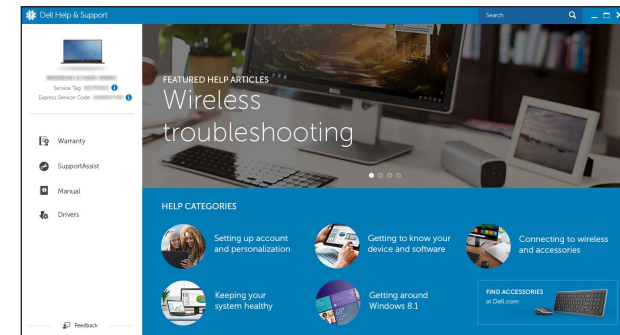 Dell Help & Support
Search
Service Tag
Express Service Code
Warranty
SupportAssist
Manual
Drivers
Feedback
FEATURED HELP ARTICLES
Wireless
troubleshooting
HELP CATEGORIES
Setting up account
and personalization
Getting to know your
device and software
Connecting to wireless
and accessories
Keeping your
system healthy
Getting around
Windows 8.1
FIND ACCESSORIES
at Dell.com